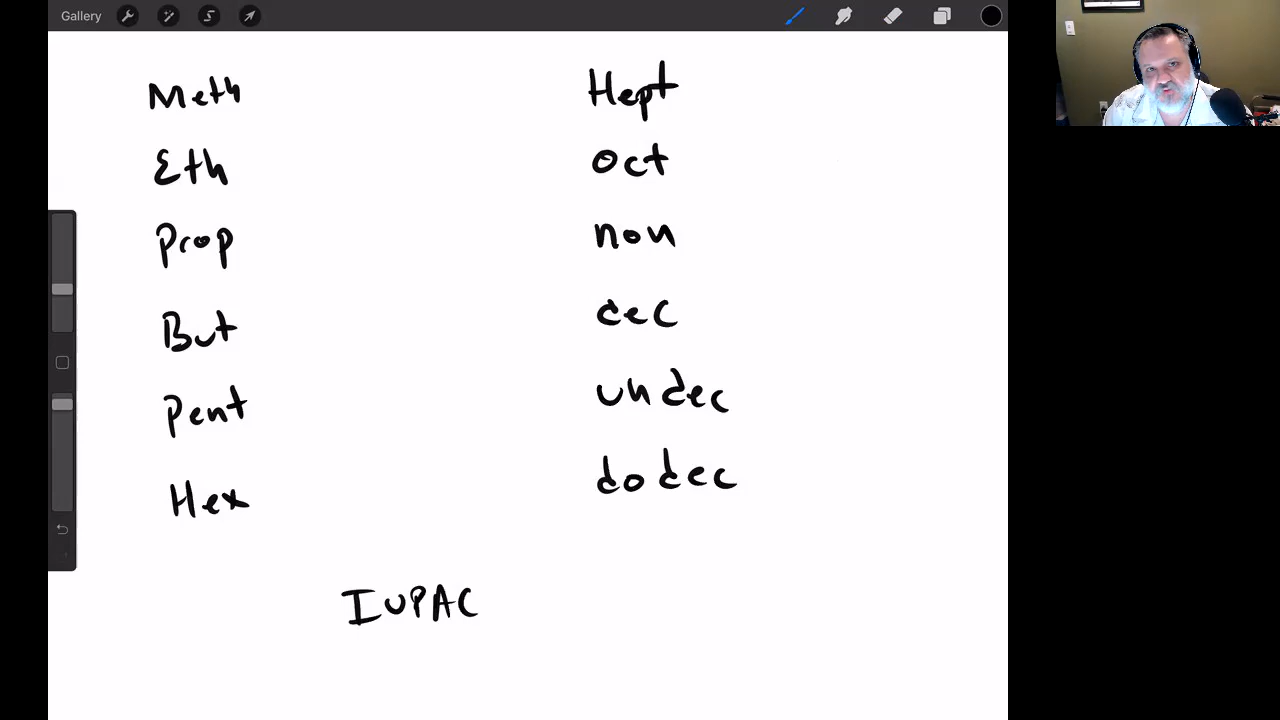 Gallery
Meth
Eth
Prop
But
Pent
Hex
Hept
Oct
non
dec
undec
dodec
IUPAC